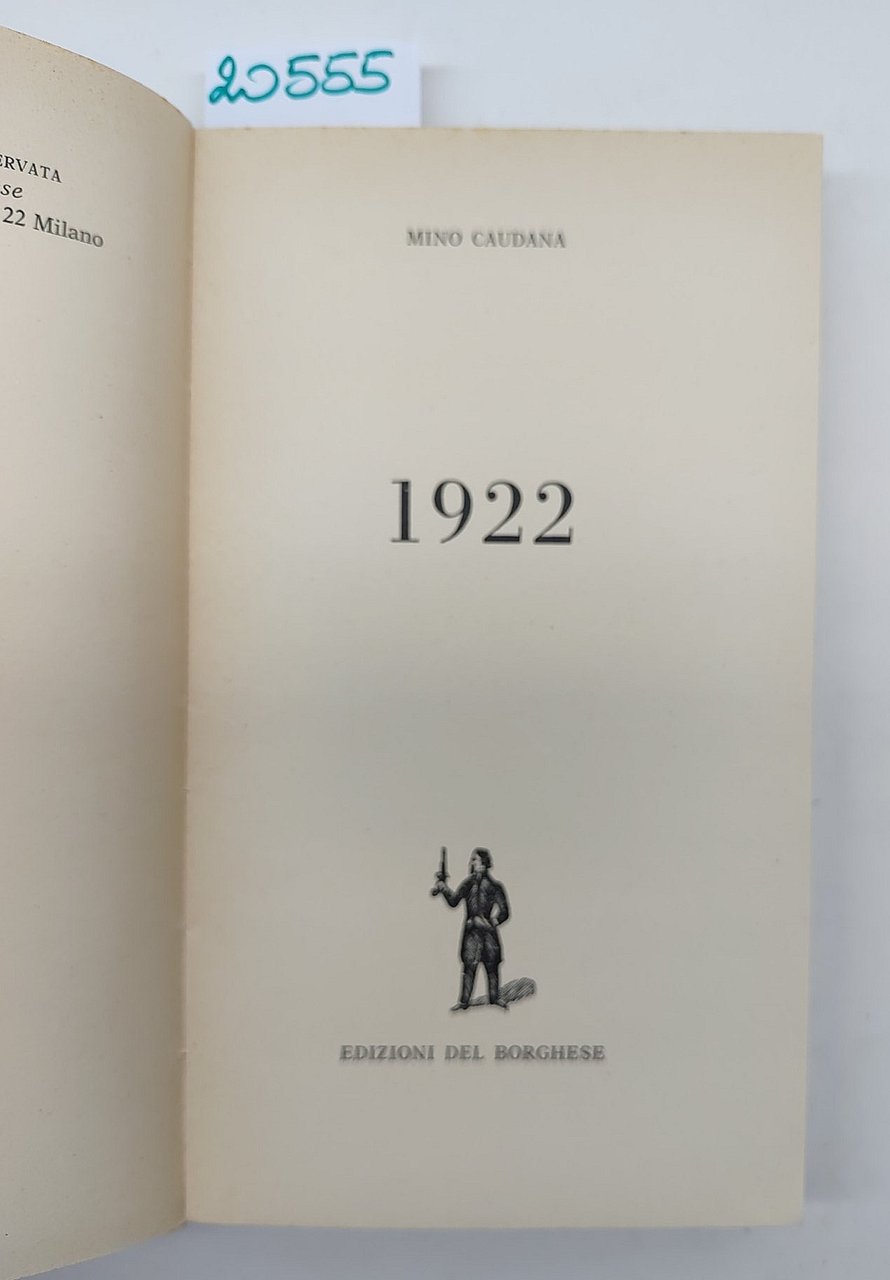 20555
ERVATA
se
22 Milano
MINO CAUDANA
1922
EDIZIONI DEL BORGHESE